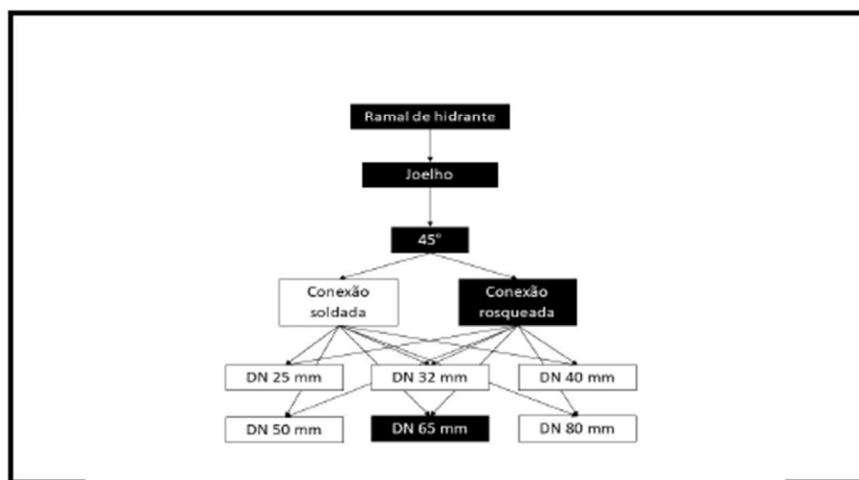 Ramal de hidrante
Joelho
45°
Conexão
soldada
Conexão
rosqueada
DN 25 mm
DN 32 mm
DN 40 mm
DN 50 mm
DN 65 mm
DN 80 mm